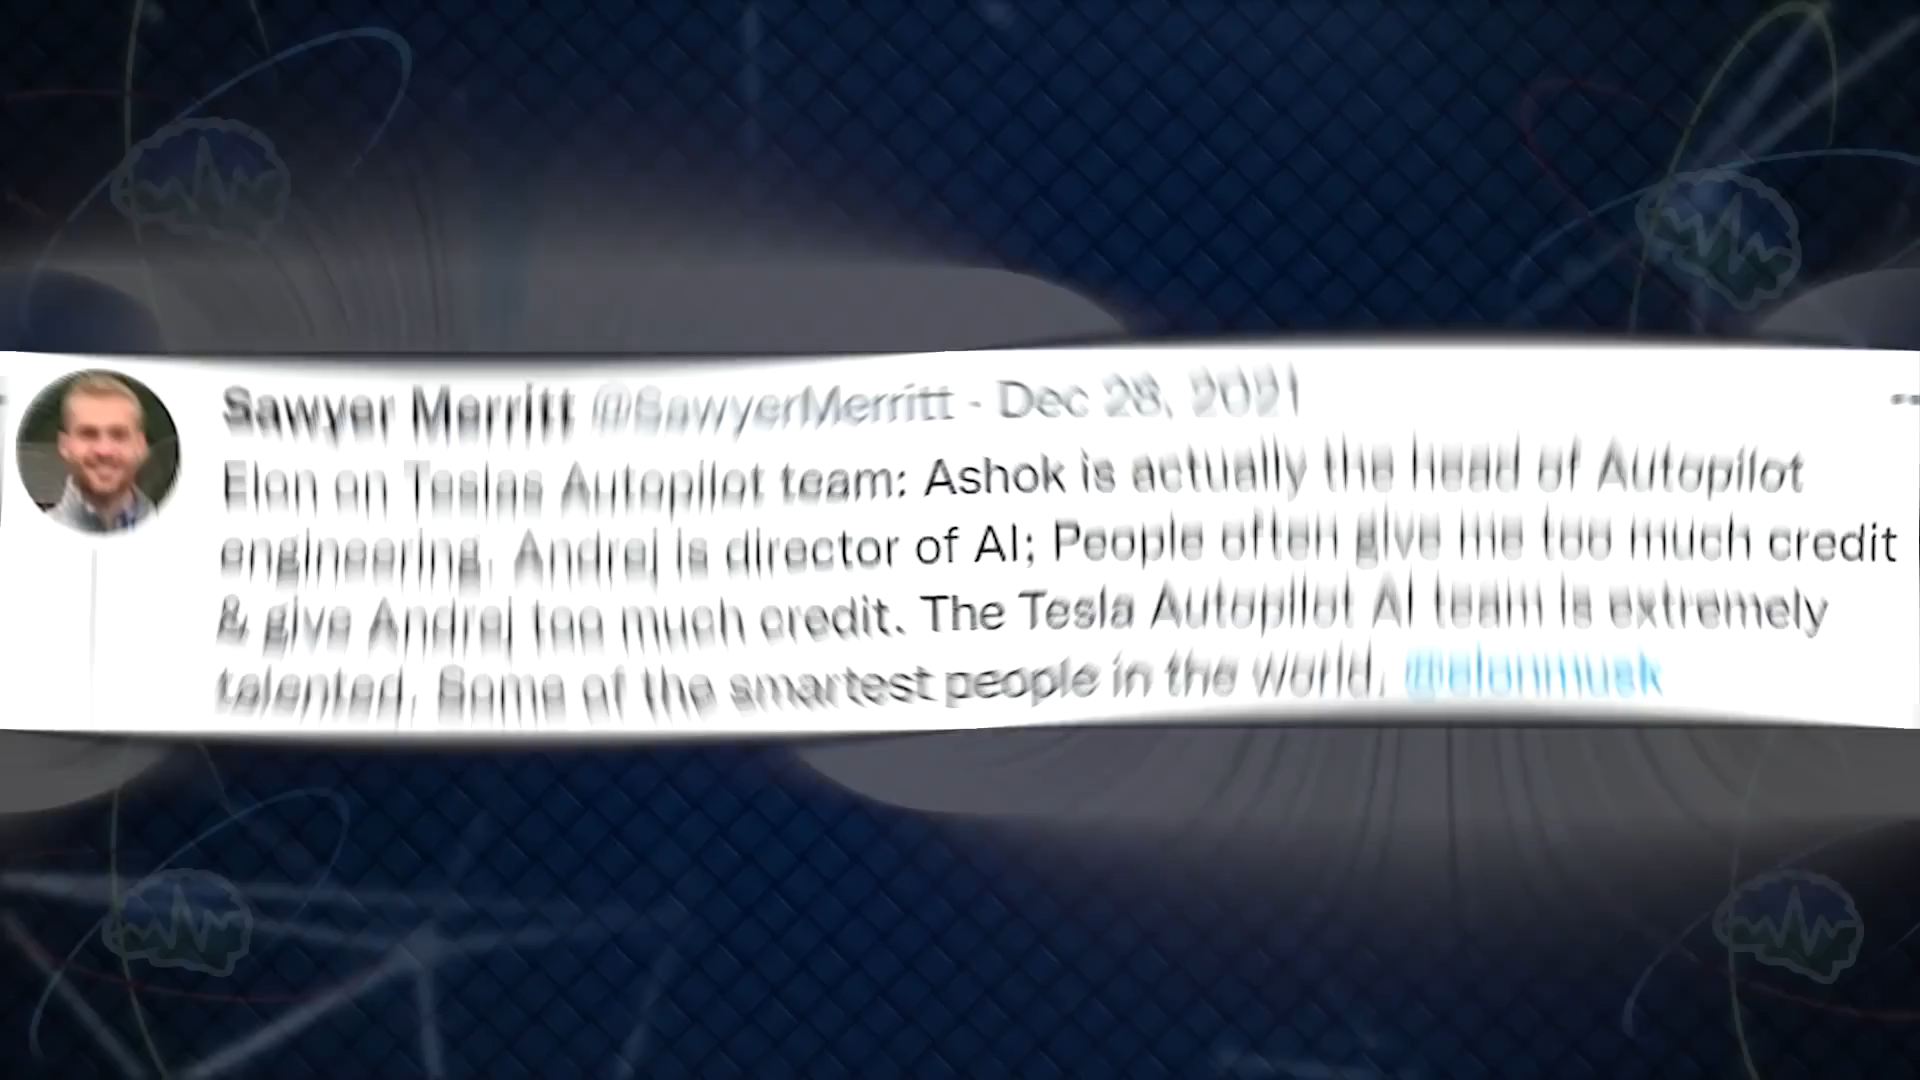 Sawyer Merritt @SawyerMerritt - Dec 28, 2021
Elon on Teslas Autopilot team: Ashok is actually the head of Autopilot
engineering. Andrej is director of AI; People often give me too much credit
& give Andrej too much credit. The Tesla Autopilot AI team is extremely
talented. Some of the smartest people in the world. @elonmusk